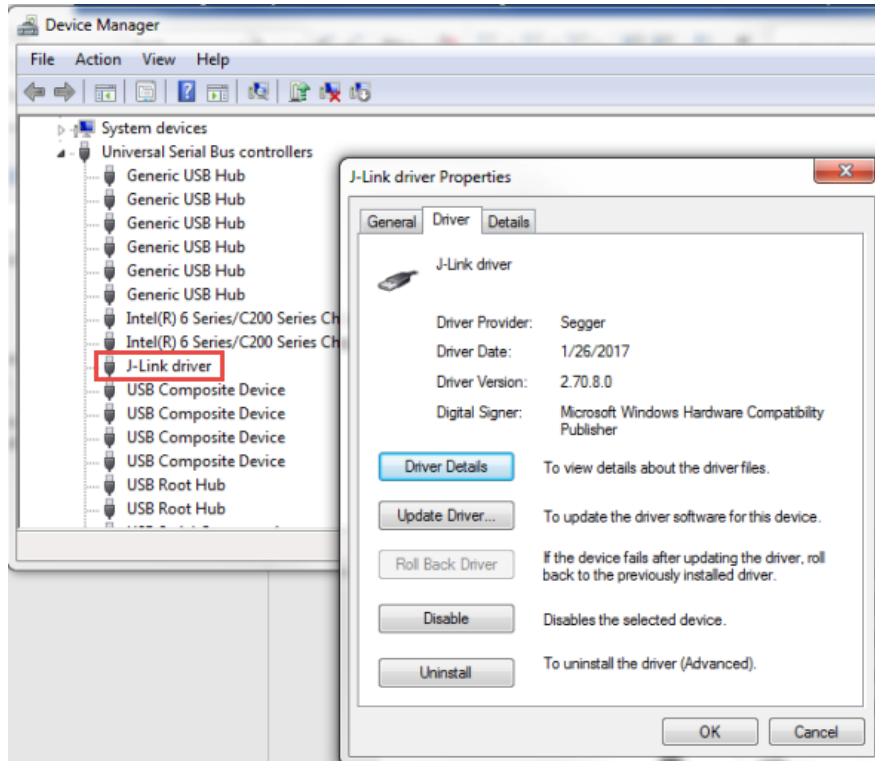 Device Manager
File Action View Help
System devices
Universal Serial Bus controllers
Generic USB Hub
Generic USB Hub
Generic USB Hub
Generic USB Hub
Generic USB Hub
Generic USB Hub
Intel(R) 6 Series/C200 Series Ch
Intel(R) 6 Series/C200 Series Ch
J-Link driver
USB Composite Device
USB Composite Device
USB Composite Device
USB Composite Device
USB Root Hub
USB Root Hub
J-Link driver Properties
General Driver Details
J-Link driver
Driver Provider: Segger
Driver Date: 1/26/2017
Driver Version: 2.70.8.0
Digital Signer: Microsoft Windows Hardware Compatibility
Publisher
Driver Details To view details about the driver files.
Update Driver... To update the driver software for this device.
Roll Back Driver If the device fails after updating the driver, roll
back to the previously installed driver.
Disable Disables the selected device.
Uninstall To uninstall the driver (Advanced).
OK Cancel